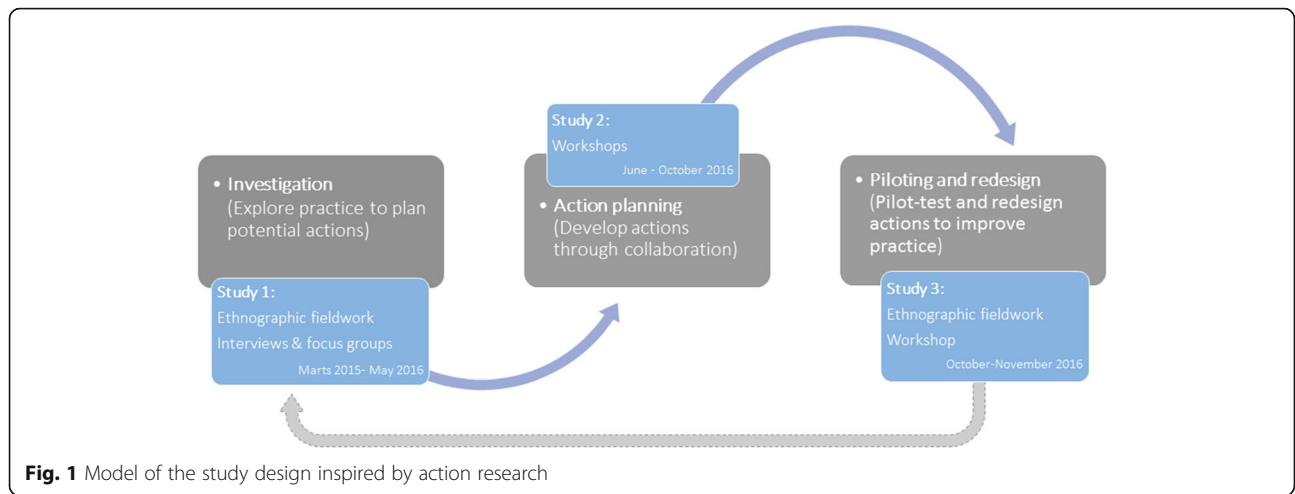 • Investigation
(Explore practice to plan
potential actions)
Study 1:
Ethnographic fieldwork
Interviews & focus groups
Marts 2015- May 2016
Study 2:
Workshops
June - October 2016
• Action planning
(Develop actions
through collaboration)
• Piloting and redesign
(Pilot-test and redesign
actions to improve
practice)
Study 3:
Ethnographic fieldwork
Workshop
October-November 2016
Fig. 1 Model of the study design inspired by action research